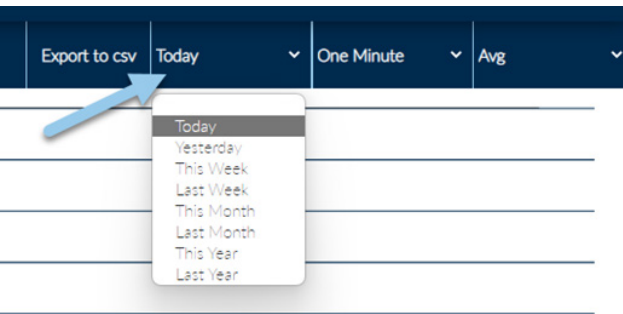 Export to csv Today One Minute Avg
Today
Yesterday
This Week
Last Week
This Month
Last Month
This Year
Last Year